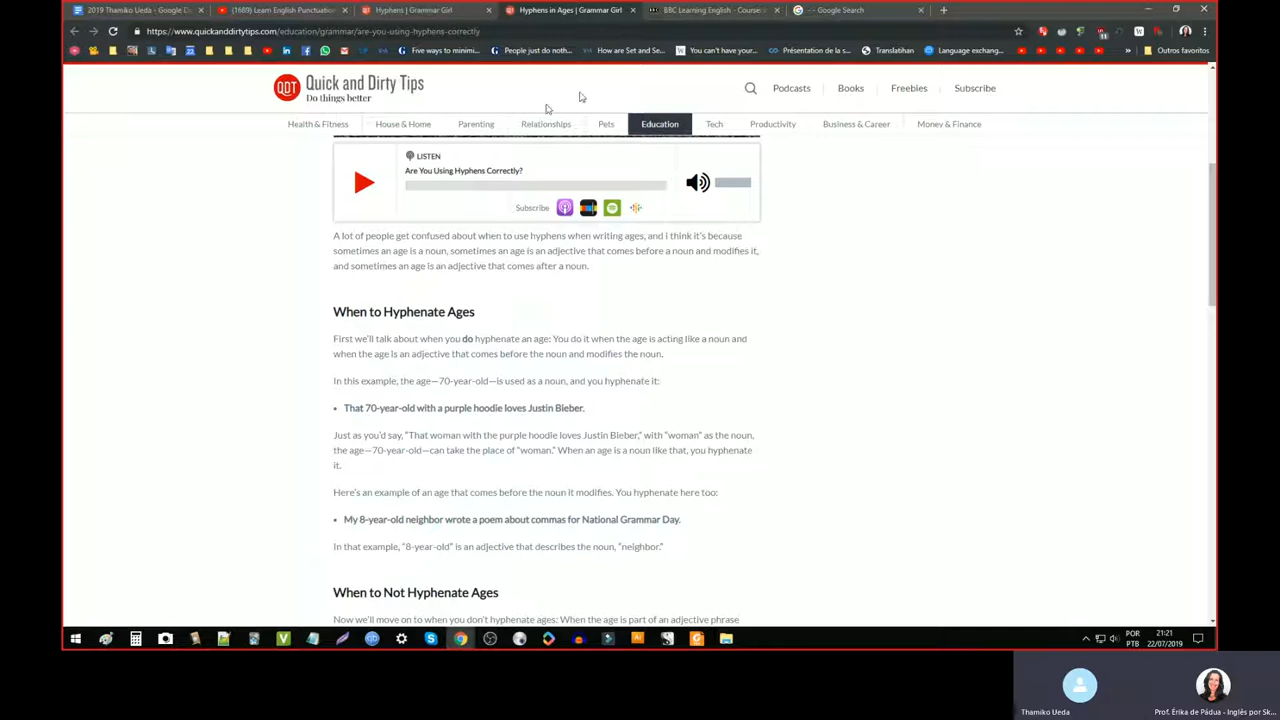 2019 Thamiko Ueda - Google D
(1689) Learn English Punctuation
Hyphens | Grammar Girl
Hyphens in Ages | Grammar Girl
BBC Learning English - Course
- - Google Search
https://www.quickanddirtytips.com/education/grammar/are-you-using-hyphens-correctly
Five ways to minimi...
People just do noth...
How are Set and Se...
You can't have your...
Présentation de la s...
Translatihan
Language exchang...
»
Outros favoritos
QDT
Quick and Dirty Tips
Do things better
Podcasts
Books
Freebies
Subscribe
Health & Fitness
House & Home
Parenting
Relationships
Pets
Education
Tech
Productivity
Business & Career
Money & Finance
LISTEN
Are You Using Hyphens Correctly?
Subscribe
A lot of people get confused about when to use hyphens when writing ages, and i think it's because
sometimes an age is a noun, sometimes an age is an adjective that comes before a noun and modifies it,
and sometimes an age is an adjective that comes after a noun.
When to Hyphenate Ages
First we'll talk about when you do hyphenate an age: You do it when the age is acting like a noun and
when the age is an adjective that comes before the noun and modifies the noun.
In this example, the age—70-year-old—is used as a noun, and you hyphenate it:
• That 70-year-old with a purple hoodie loves Justin Bieber.
Just as you'd say, "That woman with the purple hoodie loves Justin Bieber," with "woman" as the noun,
the age—70-year-old—can take the place of "woman." When an age is a noun like that, you hyphenate
it.
Here's an example of an age that comes before the noun it modifies. You hyphenate here too:
• My 8-year-old neighbor wrote a poem about commas for National Grammar Day.
In that example, "8-year-old" is an adjective that describes the noun, "neighbor."
When to Not Hyphenate Ages
Now we'll move on to when you don't hyphenate ages: When the age is part of an adjective phrase
POR
PTB
21:21
22/07/2019
Thamiko Ueda
Prof. Érika de Pádua - Inglês por Sk...